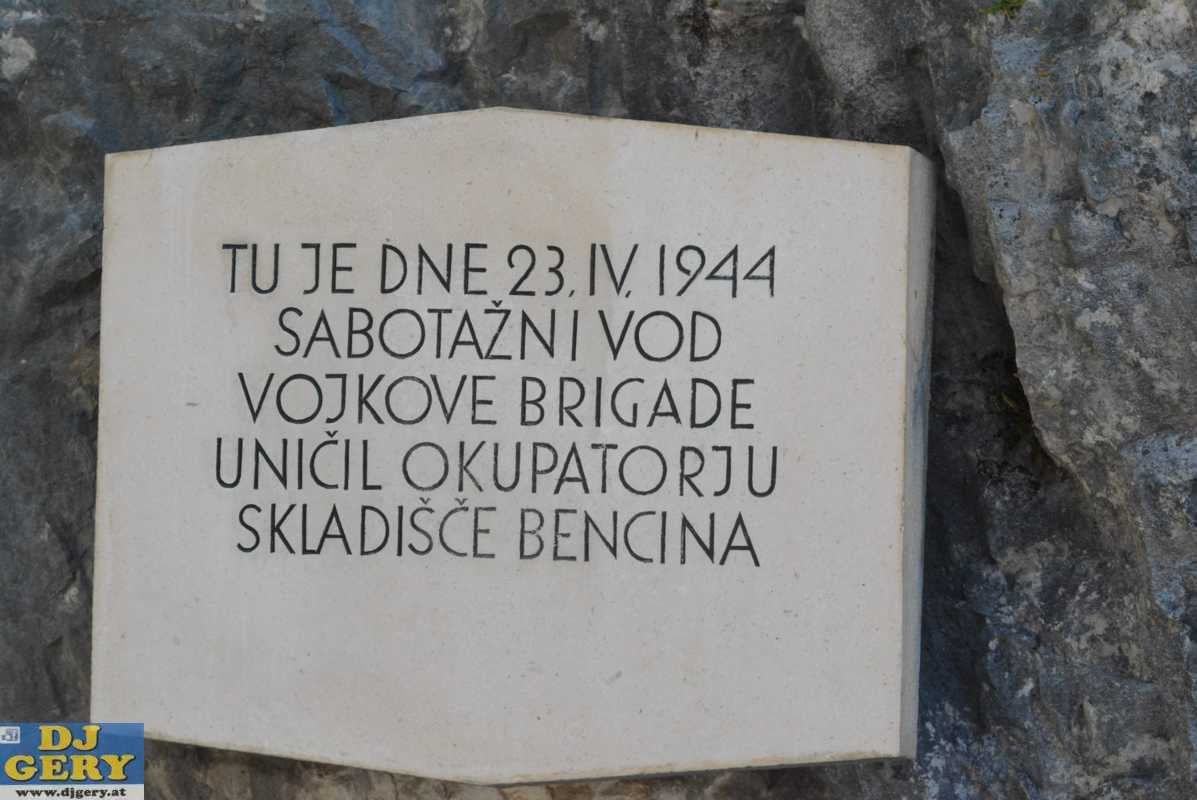 TU JE DNE 23. IV. 1944
SABOTAŽNI VOD
VOJKOVE BRIGADE
UNIČIL OKUPATORJU
SKLADIŠČE BENCINA
DJ
GERY
www.djgery.at